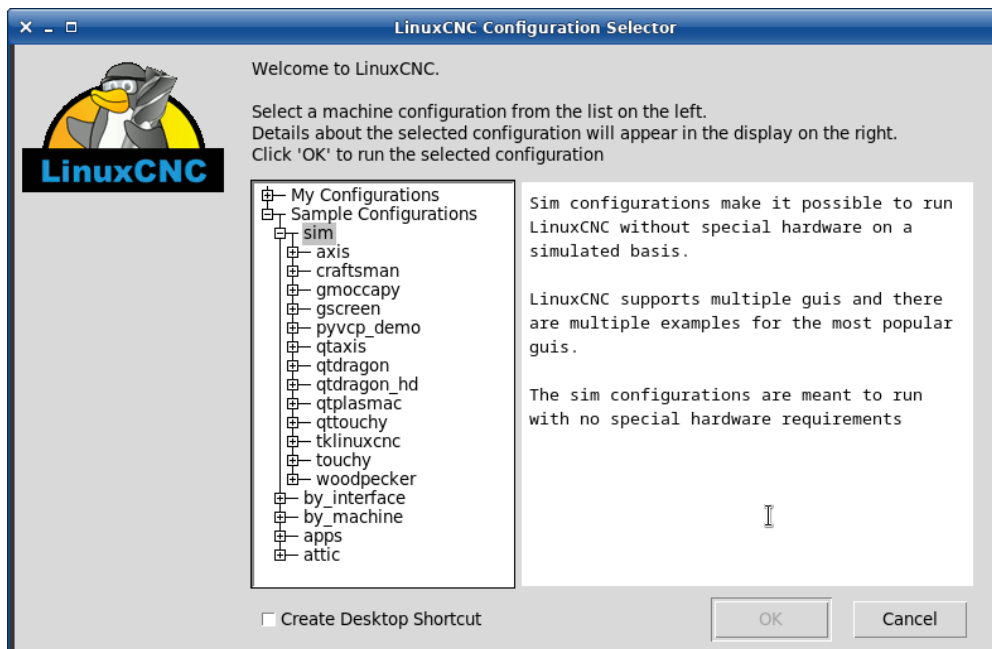 LinuxCNC Configuration Selector
LinuxCNC
Welcome to LinuxCNC.
Select a machine configuration from the list on the left.
Details about the selected configuration will appear in the display on the right.
Click 'OK' to run the selected configuration
My Configurations
Sample Configurations
sim
axis
craftsman
gmoccapy
gscreen
pyvcp_demo
qtaxis
qtdragon
qtdragon_hd
qtplasmac
qttouchy
tklinuxcnc
touchy
woodpecker
by_interface
by_machine
apps
attic
Sim configurations make it possible to run
LinuxCNC without special hardware on a
simulated basis.
LinuxCNC supports multiple guis and there
are multiple examples for the most popular
guis.
The sim configurations are meant to run
with no special hardware requirements
Create Desktop Shortcut
OK
Cancel